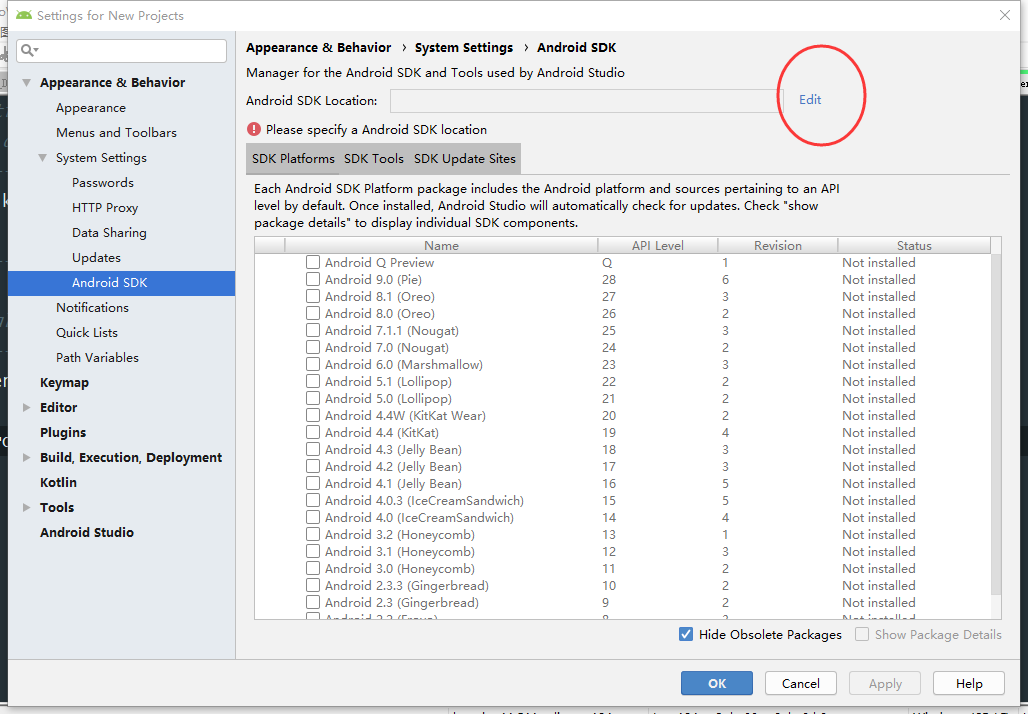 Settings for New Projects
Appearance & Behavior › System Settings › Android SDK
Manager for the Android SDK and Tools used by Android Studio
Android SDK Location:
Edit
Please specify a Android SDK location
SDK Platforms SDK Tools SDK Update Sites
Each Android SDK Platform package includes the Android platform and sources pertaining to an API
level by default. Once installed, Android Studio will automatically check for updates. Check "show
package details" to display individual SDK components.
Name API Level Revision Status
Android Q Preview Q 1 Not installed
Android 9.0 (Pie) 28 6 Not installed
Android 8.1 (Oreo) 27 3 Not installed
Android 8.0 (Oreo) 26 2 Not installed
Android 7.1.1 (Nougat) 25 3 Not installed
Android 7.0 (Nougat) 24 2 Not installed
Android 6.0 (Marshmallow) 23 3 Not installed
Android 5.1 (Lollipop) 22 2 Not installed
Android 5.0 (Lollipop) 21 2 Not installed
Android 4.4W (KitKat Wear) 20 2 Not installed
Android 4.4 (KitKat) 19 4 Not installed
Android 4.3 (Jelly Bean) 18 3 Not installed
Android 4.2 (Jelly Bean) 17 3 Not installed
Android 4.1 (Jelly Bean) 16 5 Not installed
Android 4.0.3 (IceCreamSandwich) 15 5 Not installed
Android 4.0 (IceCreamSandwich) 14 4 Not installed
Android 3.2 (Honeycomb) 13 1 Not installed
Android 3.1 (Honeycomb) 12 3 Not installed
Android 3.0 (Honeycomb) 11 2 Not installed
Android 2.3.3 (Gingerbread) 10 2 Not installed
Android 2.3 (Gingerbread) 9 2 Not installed
Hide Obsolete Packages
Show Package Details
Appearance & Behavior
Appearance
Menus and Toolbars
System Settings
Passwords
HTTP Proxy
Data Sharing
Updates
Android SDK
Notifications
Quick Lists
Path Variables
Keymap
Editor
Plugins
Build, Execution, Deployment
Kotlin
Tools
Android Studio
OK
Cancel
Apply
Help